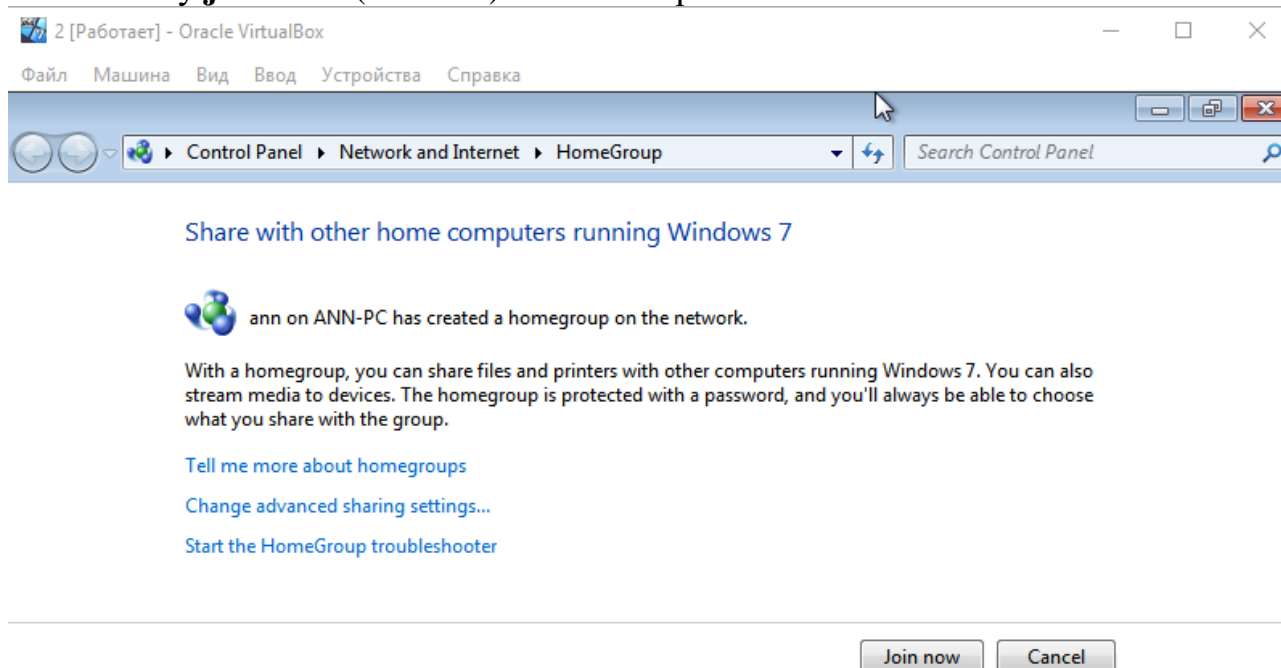 2 [Работает] - Oracle VirtualBox
Файл Машина Вид Ввод Устройства Справка
Control Panel Network and Internet HomeGroup Search Control Panel
Share with other home computers running Windows 7
ann on ANN-PC has created a homegroup on the network.
With a homegroup, you can share files and printers with other computers running Windows 7. You can also
stream media to devices. The homegroup is protected with a password, and you'll always be able to choose
what you share with the group.
Tell me more about homegroups
Change advanced sharing settings...
Start the HomeGroup troubleshooter
Join now Cancel